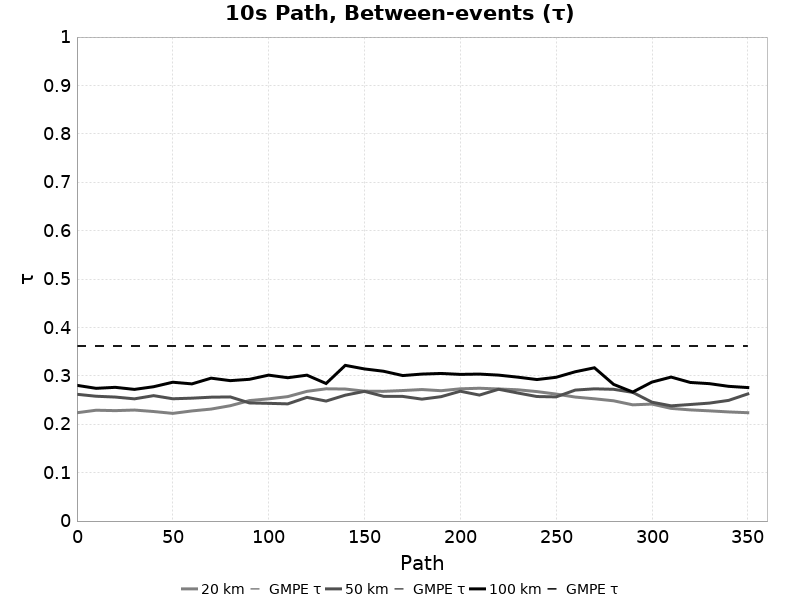 10s Path, Between-events (τ)
1
0.9
0.8
0.7
0.6
0.5
0.4
0.3
0.2
0.1
0
τ
0 50 100 150 200 250 300 350
Path
20 km GMPE τ 50 km GMPE τ 100 km GMPE τ